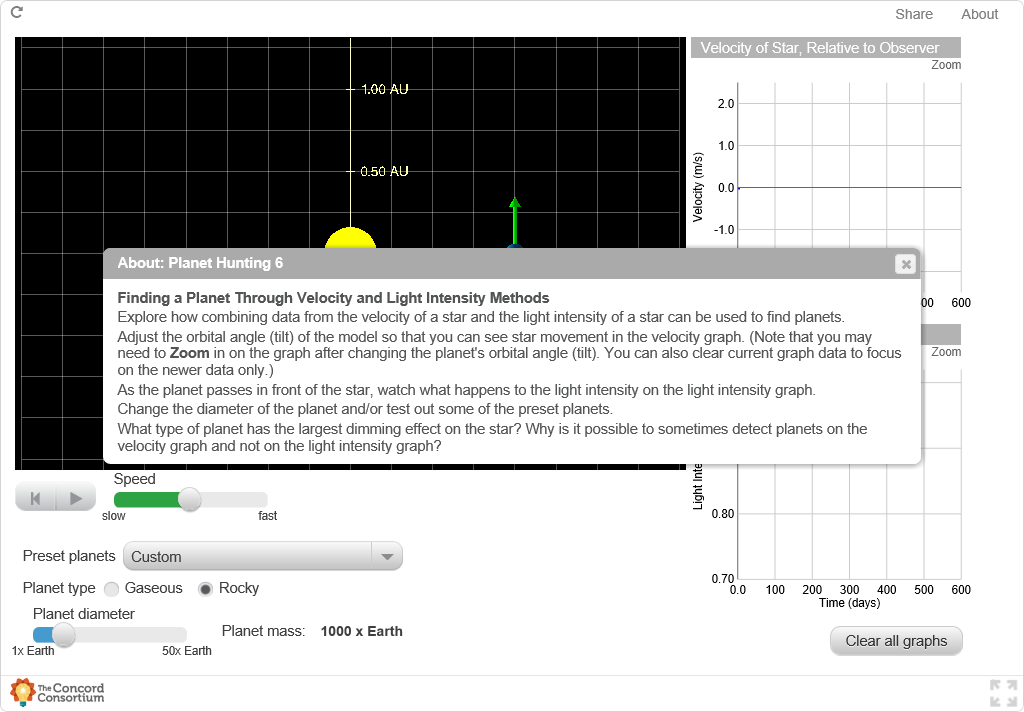 Share About
Velocity of Star, Relative to Observer
Zoom
1.00 AU
0.50 AU
2.0
1.0
0.0
-1.0
Velocity (m/s)
About: Planet Hunting 6
Finding a Planet Through Velocity and Light Intensity Methods
Explore how combining data from the velocity of a star and the light intensity of a star can be used to find planets.
Adjust the orbital angle (tilt) of the model so that you can see star movement in the velocity graph. (Note that you may
need to Zoom in on the graph after changing the planet's orbital angle (tilt). You can also clear current graph data to focus
on the newer data only.)
As the planet passes in front of the star, watch what happens to the light intensity on the light intensity graph.
Change the diameter of the planet and/or test out some of the preset planets.
What type of planet has the largest dimming effect on the star? Why is it possible to sometimes detect planets on the
velocity graph and not on the light intensity graph?
00 600
Zoom
Light Inte
0.80
0.70
0.0 100 200 300 400 500 600
Time (days)
Speed
slow fast
Preset planets Custom
Planet type Gaseous Rocky
Planet diameter
1x Earth 50x Earth
Planet mass: 1000 x Earth
Clear all graphs
The Concord
Consortium